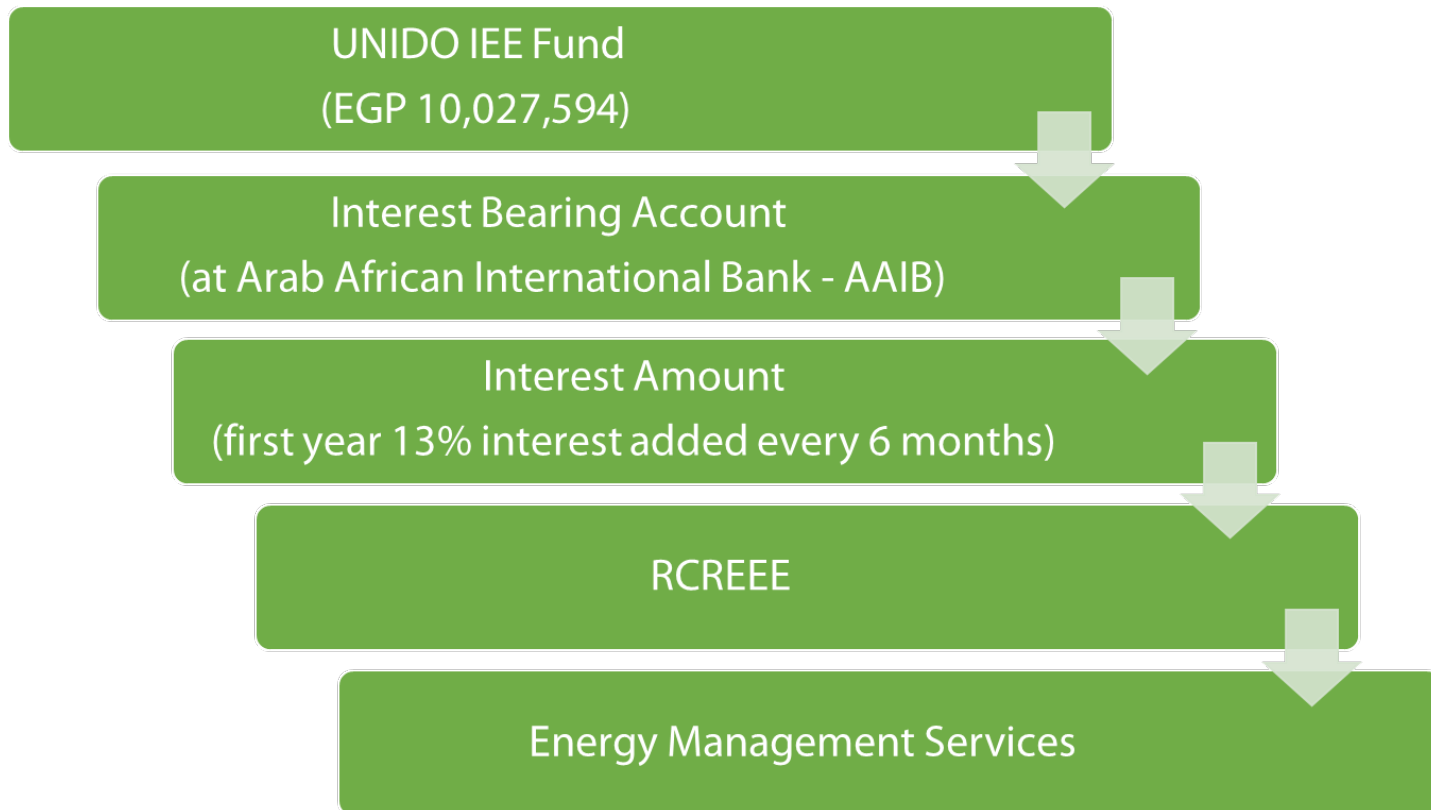 UNIDO IEE Fund
(EGP 10,027,594)
Interest Bearing Account
(at Arab African International Bank - AAIB)
Interest Amount
(first year 13% interest added every 6 months)
RCREEE
Energy Management Services